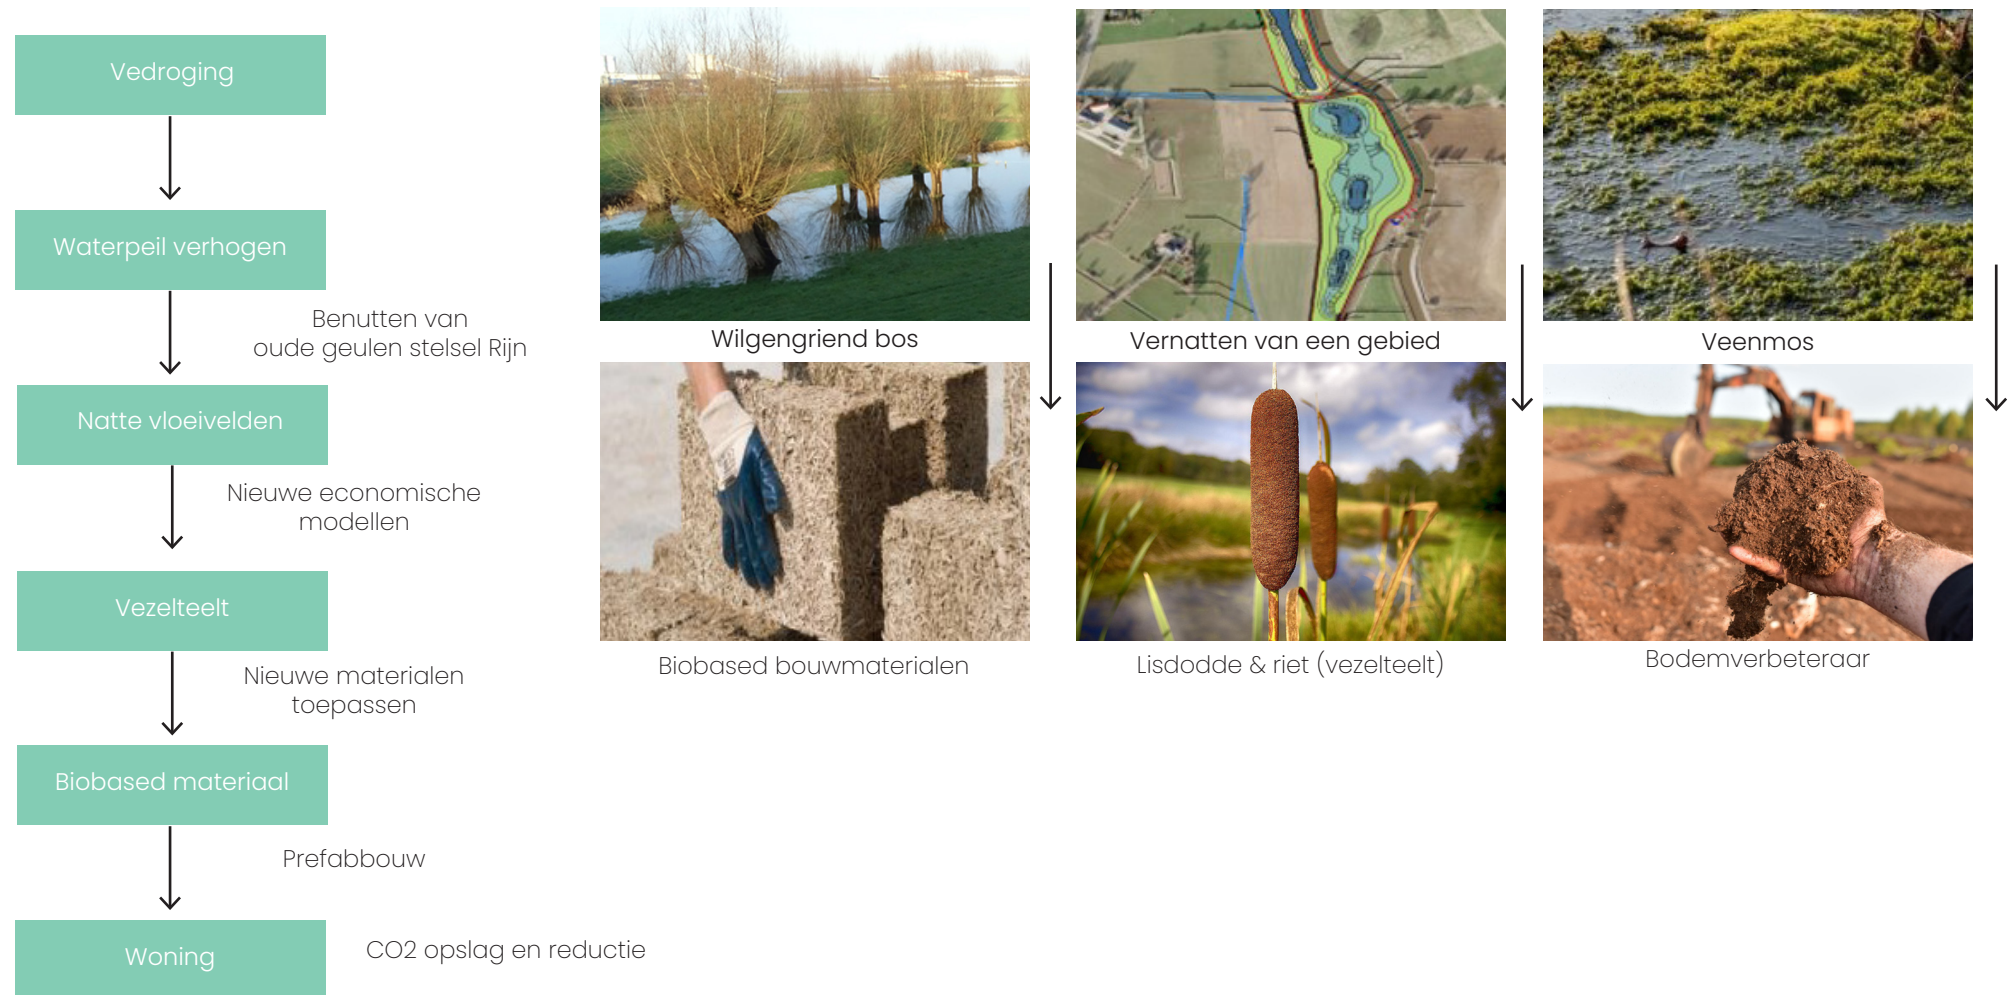 Vedroging
Waterpeil verhogen
Benutten van
oude geulen stelsel Rijn
Natte vloeivelden
Nieuwe economische
modellen
Vezelteelt
Nieuwe materialen
toepassen
Biobased materiaal
Prefabbouw
Woning
CO2 opslag en reductie
Wilgengriend bos
Vernatten van een gebied
Veenmos
Biobased bouwmaterialen
Lisdodde & riet (vezelteelt)
Bodemverbeteraar